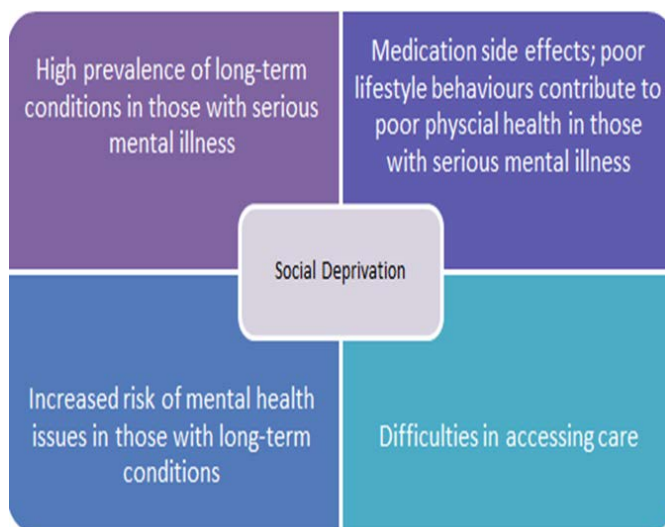 High prevalence of long-term
conditions in those with serious
mental illness
Medication side effects; poor
lifestyle behaviours contribute to
poor physcial health in those
with serious mental illness
Social Deprivation
Increased risk of mental health
issues in those with long-term
conditions
Difficulties in accessing care